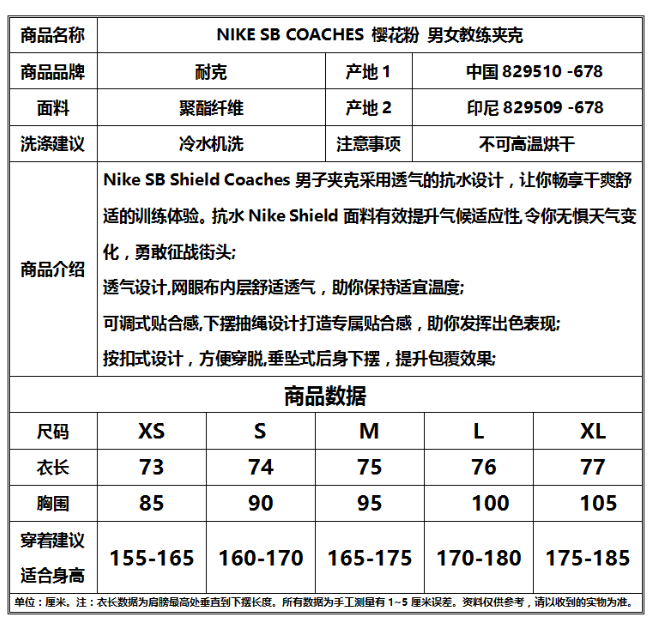 商品名称 NIKE SB COACHES 樱花粉 男女教练夹克
商品品牌 耐克 产地1 中国829510 -678
面料 聚酯纤维 产地2 印尼829509 -678
洗涤建议 冷水机洗 注意事项 不可高温烘干
商品介绍
Nike SB Shield Coaches 男子夹克采用透气的抗水设计，让你畅享干爽舒
适的训练体验。抗水 Nike Shield 面料有效提升气候适应性,令你无惧天气变
化，勇敢征战街头;
透气设计,网眼布内层舒适透气，助你保持适宜温度;
可调式贴合感,下摆抽绳设计打造专属贴合感，助你发挥出色表现;
按扣式设计，方便穿脱,垂坠式后身下摆，提升包覆效果;
商品数据
尺码 XS S M L XL
衣长 73 74 75 76 77
胸围 85 90 95 100 105
穿着建议
适合身高 155-165 160-170 165-175 170-180 175-185
单位：厘米。注：衣长数据为肩膀最高处垂直到下摆长度。所有数据为手工测量有1~5厘米误差。资料仅供参考，请以收到的实物为准。